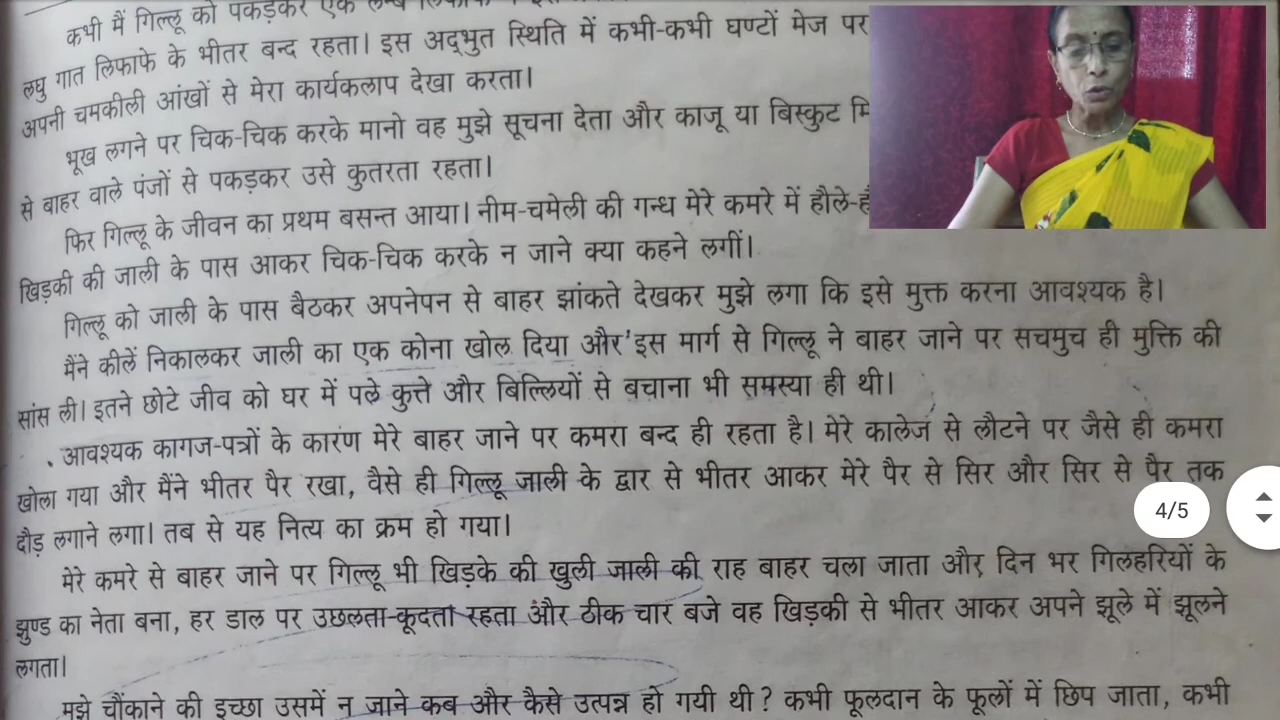 कभी मैं गिल्लू को पकड़कर एक लम्बे लिफाफे
लघु गात लिफाफे के भीतर बन्द रहता। इस अद्‌भुत स्थिति में कभी-कभी घण्टों मेज पर
अपनी चमकीली आंखों से मेरा कार्यकलाप देखा करता।
भूख लगने पर चिक-चिक करके मानो वह मुझे सूचना देता और काजू या बिस्कुट मि
से बाहर वाले पंजों से पकड़कर उसे कुतरता रहता।
फिर गिल्लू के जीवन का प्रथम बसन्त आया। नीम-चमेली की गन्ध मेरे कमरे में हौले-हौ
खिड़की की जाली के पास आकर चिक-चिक करके न जाने क्या कहने लगीं।
गिल्लू को जाली के पास बैठकर अपनेपन से बाहर झांकते देखकर मुझे लगा कि इसे मुक्त करना आवश्यक है।
मैंने कीलें निकालकर जाली का एक कोना खोल दिया और इस मार्ग से गिल्लू ने बाहर जाने पर सचमुच ही मुक्ति की
सांस ली। इतने छोटे जीव को घर में पले कुत्ते और बिल्लियों से बचाना भी समस्या ही थी।
आवश्यक कागज-पत्रों के कारण मेरे बाहर जाने पर कमरा बन्द ही रहता है। मेरे कालेज से लौटने पर जैसे ही कमरा
खोला गया और मैंने भीतर पैर रखा, वैसे ही गिल्लू जाली के द्वार से भीतर आकर मेरे पैर से सिर और सिर से पैर तक
दौड़ लगाने लगा। तब से यह नित्य का क्रम हो गया।
4/5
मेरे कमरे से बाहर जाने पर गिल्लू भी खिड़के की खुली जाली की राह बाहर चला जाता और दिन भर गिलहरियों के
झुण्ड का नेता बना, हर डाल पर उछलता-कूदता रहता और ठीक चार बजे वह खिड़की से भीतर आकर अपने झूले में झूलने
लगता।
मुझे चौंकाने की इच्छा उसमें न जाने कब और कैसे उत्पन्न हो गयी थी? कभी फूलदान के फूलों में छिप जाता, कभी